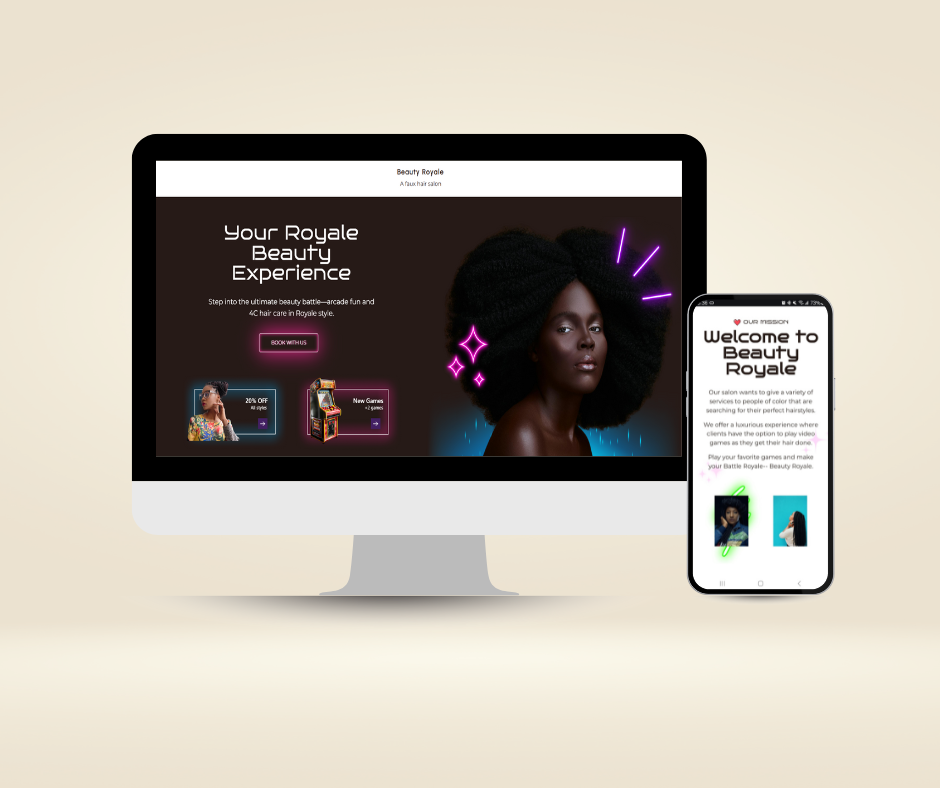 Beauty Royale
A faux hair salon
Your Royale
Beauty
Experience
Step into the ultimate beauty battle—arcade fun and
4C hair care in Royale style.
BOOK WITH US
20% OFF
All styles
New Games
+2 games
OUR MISSION
Welcome to
Beauty
Royale
Our salon wants to give a variety of
services to people of color that are
searching for their perfect hairstyles.
We offer a luxurious experience where
clients have the option to play video
games as they get their hair done.
Play your favorite games and make
your Battle Royale-- Beauty Royale.